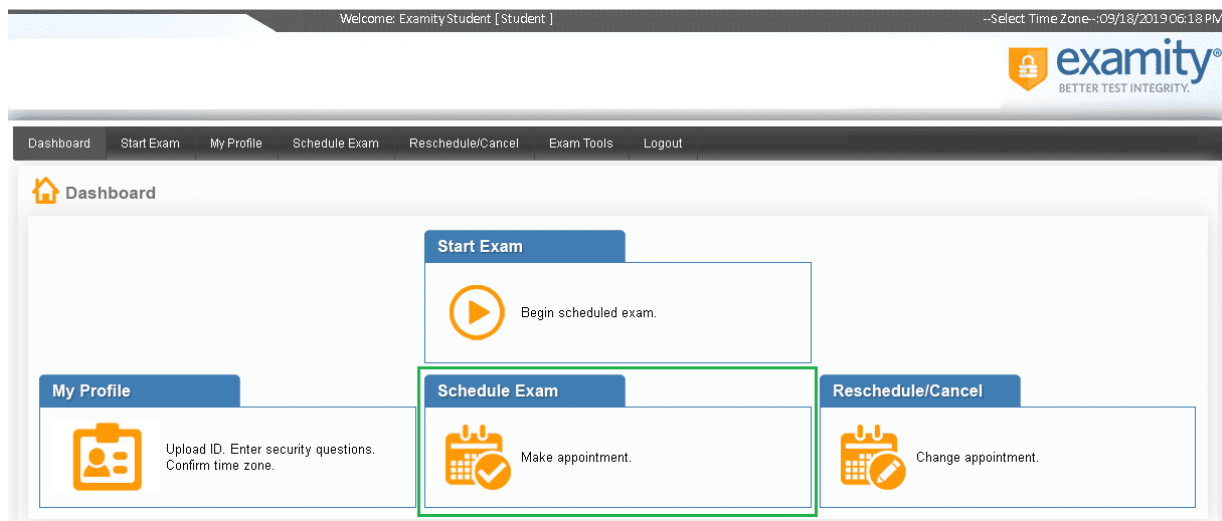 Welcome: Examity Student [ Student ]
--Select Time Zone--:09/18/2019 06:18 PM
examity®
BETTER TEST INTEGRITY.
Dashboard Start Exam My Profile Schedule Exam Reschedule/Cancel Exam Tools Logout
Dashboard
Start Exam
Begin scheduled exam.
My Profile
Upload ID. Enter security questions.
Confirm time zone.
Schedule Exam
Make appointment.
Reschedule/Cancel
Change appointment.